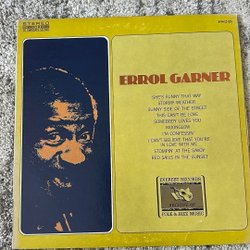 STEREO
ERROL GARNER
SHE'S FUNNY THAT WAY
STORMY WEATHER
SUNNY SIDE OF THE STREET
THIS CAN'T BE LOVE
SOMEBODY LOVES YOU
MOONGLOW
I'M CONFESSIN'
I CAN'T BELIEVE THAT YOU'RE
IN LOVE WITH ME
STOMPIN' AT THE SAVOY
RED SAILS IN THE SUNSET
EVEREST RECORDS
ARCHIVE OF
FOLK & JAZZ MUSIC